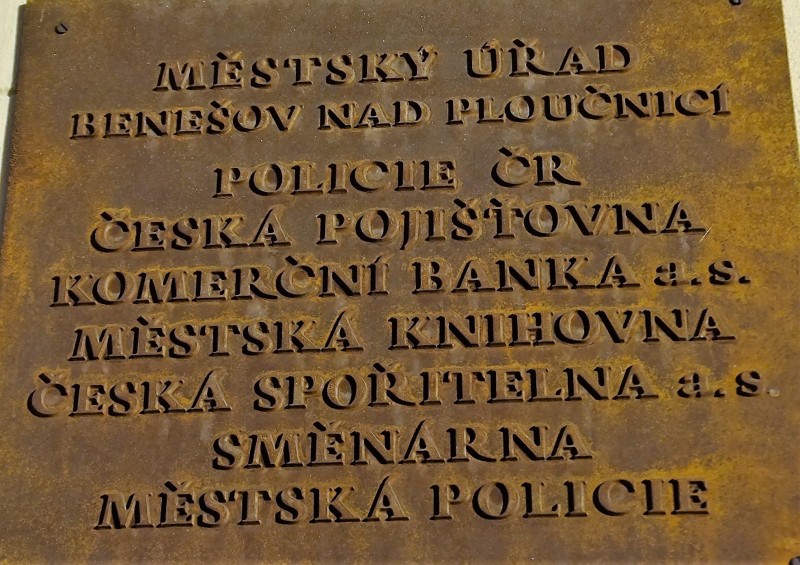 MĚSTSKÝ ÚŘAD
BENEŠOV NAD PLOUČNICÍ
POLICIE ČR
ČESKÁ POJIŠŤOVNA
KOMERČNÍ BANKA a.s.
MĚSTSKÁ KNIHOVNA
ČESKÁ SPOŘITELNA a.s.
SMĚNÁRNA
MĚSTSKÁ POLICIE